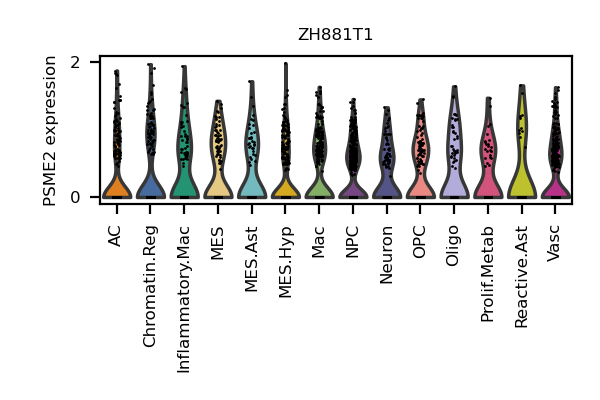 ZH881T1
PSME2 expression
2
0
AC
Chromatin.Reg
Inflammatory.Mac
MES
MES.Ast
MES.Hyp
Mac
NPC
Neuron
OPC
Oligo
Prolif.Metab
Reactive.Ast
Vasc